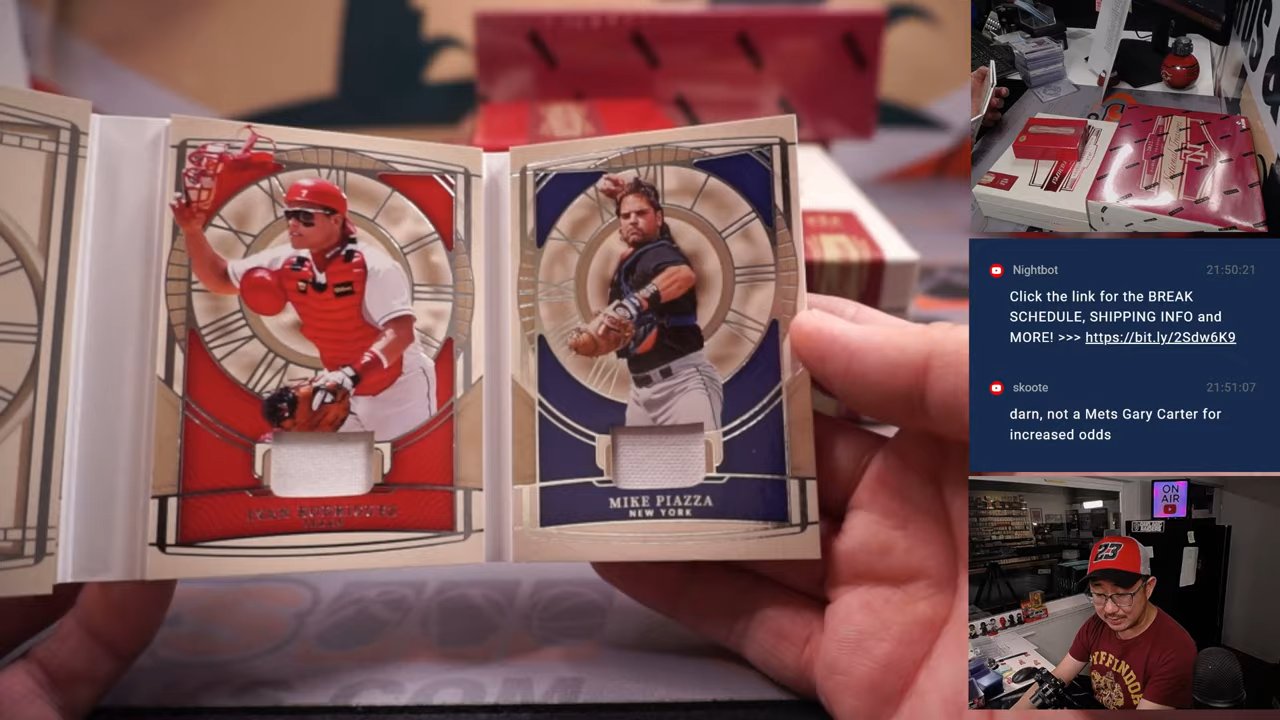 MIKE PIAZZA
NEW YORK
Nightbot
21:50:21
Click the link for the BREAK
SCHEDULE, SHIPPING INFO and
MORE! >>> https://bit.ly/2Sdw6K9
skoote
21:51:07
darn, not a Mets Gary Carter for
increased odds
ON
AIR
23
.COM